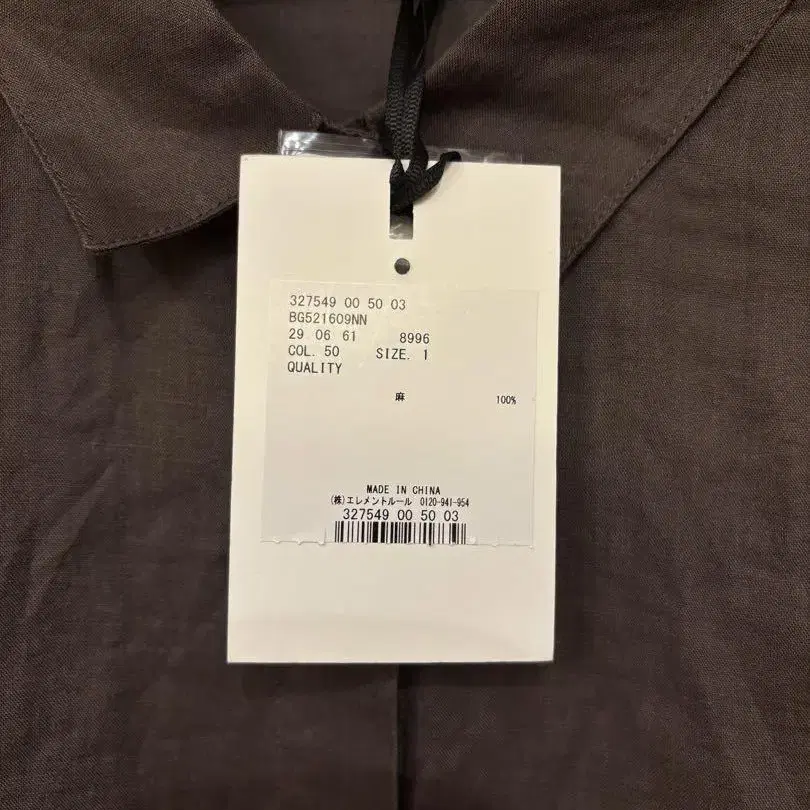 327549 00 50 03
BG521609NN
29 06 61 8996
COL. 50 SIZE. 1
QUALITY
麻 100%
MADE IN CHINA
(株)エレメントルール 0120-941-954
327549 00 50 03